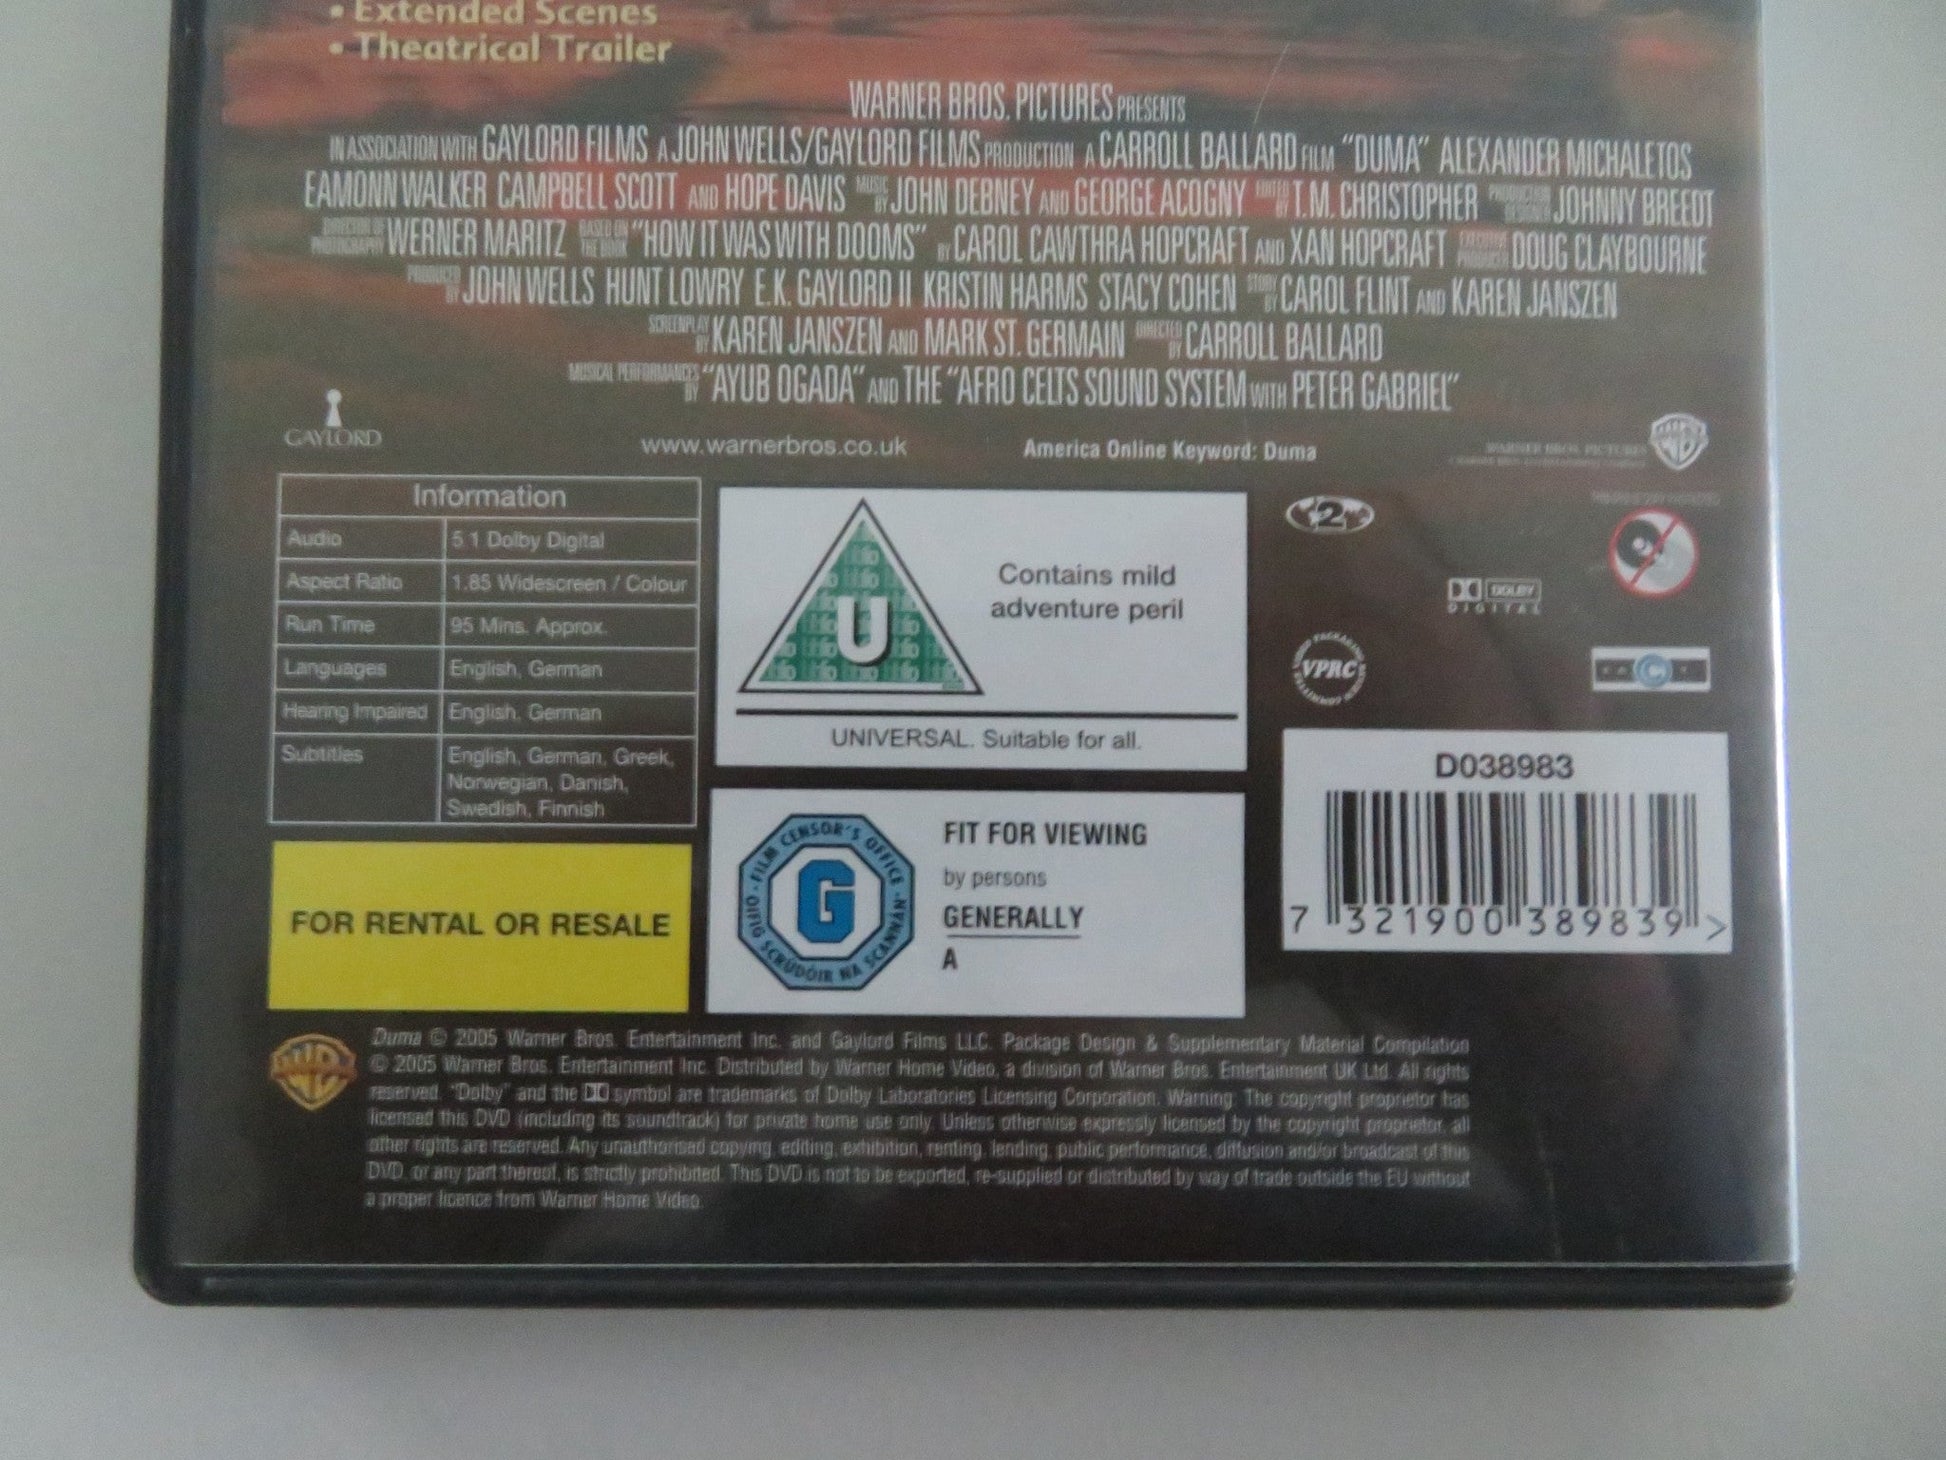 • Extended Scenes
• Theatrical Trailer
WARNER BROS. PICTURES PRESENTS
IN ASSOCIATION WITH GAYLORD FILMS A JOHN WELLS/GAYLORD FILMS PRODUCTION A CARROLL BALLARD FILM "DUMA" ALEXANDER MICHALETOS
EAMONN WALKER CAMPBELL SCOTT AND HOPE DAVIS MUSIC BY JOHN DEBNEY AND GEORGE ACOGNY EDITED BY T.M. CHRISTOPHER PRODUCTION DESIGNER JOHNNY BREEDT
DIRECTOR OF PHOTOGRAPHY WERNER MARITZ BASED ON THE BOOK "HOW IT WAS WITH DOOMS" BY CAROL CAWTHRA HOPCRAFT AND XAN HOPCRAFT EXECUTIVE PRODUCER DOUG CLAYBOURNE
PRODUCED BY JOHN WELLS HUNT LOWRY E.K. GAYLORD II KRISTIN HARMS STACY COHEN STORY BY CAROL FLINT AND KAREN JANSZEN
SCREENPLAY BY KAREN JANSZEN AND MARK ST. GERMAIN DIRECTED BY CARROLL BALLARD
MUSICAL PERFORMANCES BY "AYUB OGADA" AND THE "AFRO CELTS SOUND SYSTEM WITH PETER GABRIEL"
GAYLORD
www.warnerbros.co.uk
America Online Keyword: Duma
WARNER BROS. PICTURES
Information
Audio 5.1 Dolby Digital
Aspect Ratio 1.85 Widescreen / Colour
Run Time 95 Mins. Approx.
Languages English, German
Hearing Impaired English, German
Subtitles English, German, Greek,
Norwegian, Danish,
Swedish, Finnish
FOR RENTAL OR RESALE
U
Contains mild
adventure peril
UNIVERSAL. Suitable for all.
FILM CENSOR'S OFFICE
OIFIG SCRÚDÓIR NA SCANNÁN
G
FIT FOR VIEWING
by persons
GENERALLY
A
2
DOLBY
DIGITAL
VPRC
D038983
7 321900 389839 >
Duma © 2005 Warner Bros. Entertainment Inc. and Gaylord Films LLC. Package Design & Supplementary Material Compilation
© 2005 Warner Bros. Entertainment Inc. Distributed by Warner Home Video, a division of Warner Bros. Entertainment UK Ltd. All rights
reserved. "Dolby" and the symbol are trademarks of Dolby Laboratories Licensing Corporation. Warning: The copyright proprietor has
licensed this DVD (including its soundtrack) for private home use only. Unless otherwise expressly licensed by the copyright proprietor, all
other rights are reserved. Any unauthorised copying, editing, exhibition, renting, lending, public performance, diffusion and/or broadcast of this
DVD, or any part thereof, is strictly prohibited. This DVD is not to be exported, re-supplied or distributed by way of trade outside the EU without
a proper licence from Warner Home Video.